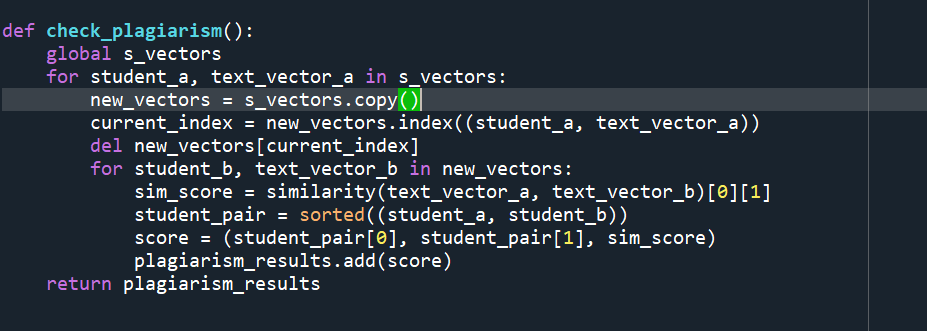 def check_plagiarism():
    global s_vectors
    for student_a, text_vector_a in s_vectors:
        new_vectors = s_vectors.copy()
        current_index = new_vectors.index((student_a, text_vector_a))
        del new_vectors[current_index]
        for student_b, text_vector_b in new_vectors:
            sim_score = similarity(text_vector_a, text_vector_b)[0][1]
            student_pair = sorted((student_a, student_b))
            score = (student_pair[0], student_pair[1], sim_score)
            plagiarism_results.add(score)
    return plagiarism_results